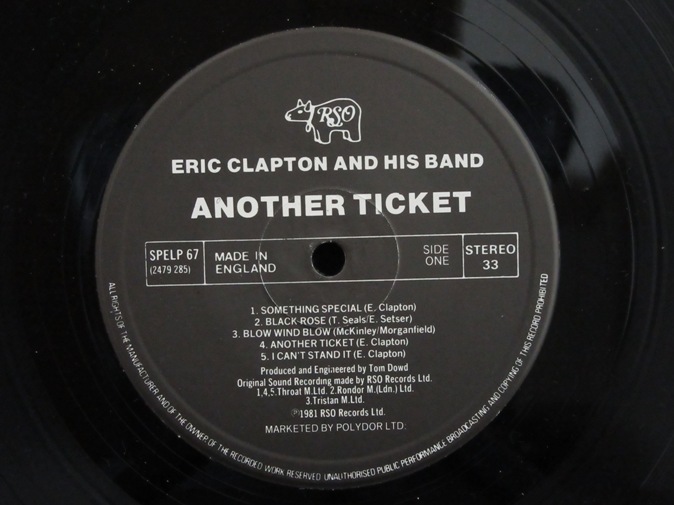 RSO
ERIC CLAPTON AND HIS BAND
ANOTHER TICKET
SPELP 67
(2479 285)
MADE IN
ENGLAND
SIDE
ONE
STEREO
33
1. SOMETHING SPECIAL (E. Clapton)
2. BLACK ROSE (T. Seals/E. Setser)
3. BLOW WIND BLOW (McKinley/Morganfield)
4. ANOTHER TICKET (E. Clapton)
5. I CAN'T STAND IT (E. Clapton)
Produced and Engineered by Tom Dowd
Original Sound Recording made by RSO Records Ltd.
1,4,5.Throat M.Ltd. 2.Rondor M.(Ldn.) Ltd.
3.Tristan M.Ltd.
Ⓟ1981 RSO Records Ltd.
MARKETED BY POLYDOR LTD.
ALL RIGHTS OF THE MANUFACTURER AND OF THE OWNER OF THE RECORDED WORK RESERVED UNAUTHORISED PUBLIC PERFORMANCE BROADCASTING AND COPYING OF THIS RECORD PROHIBITED